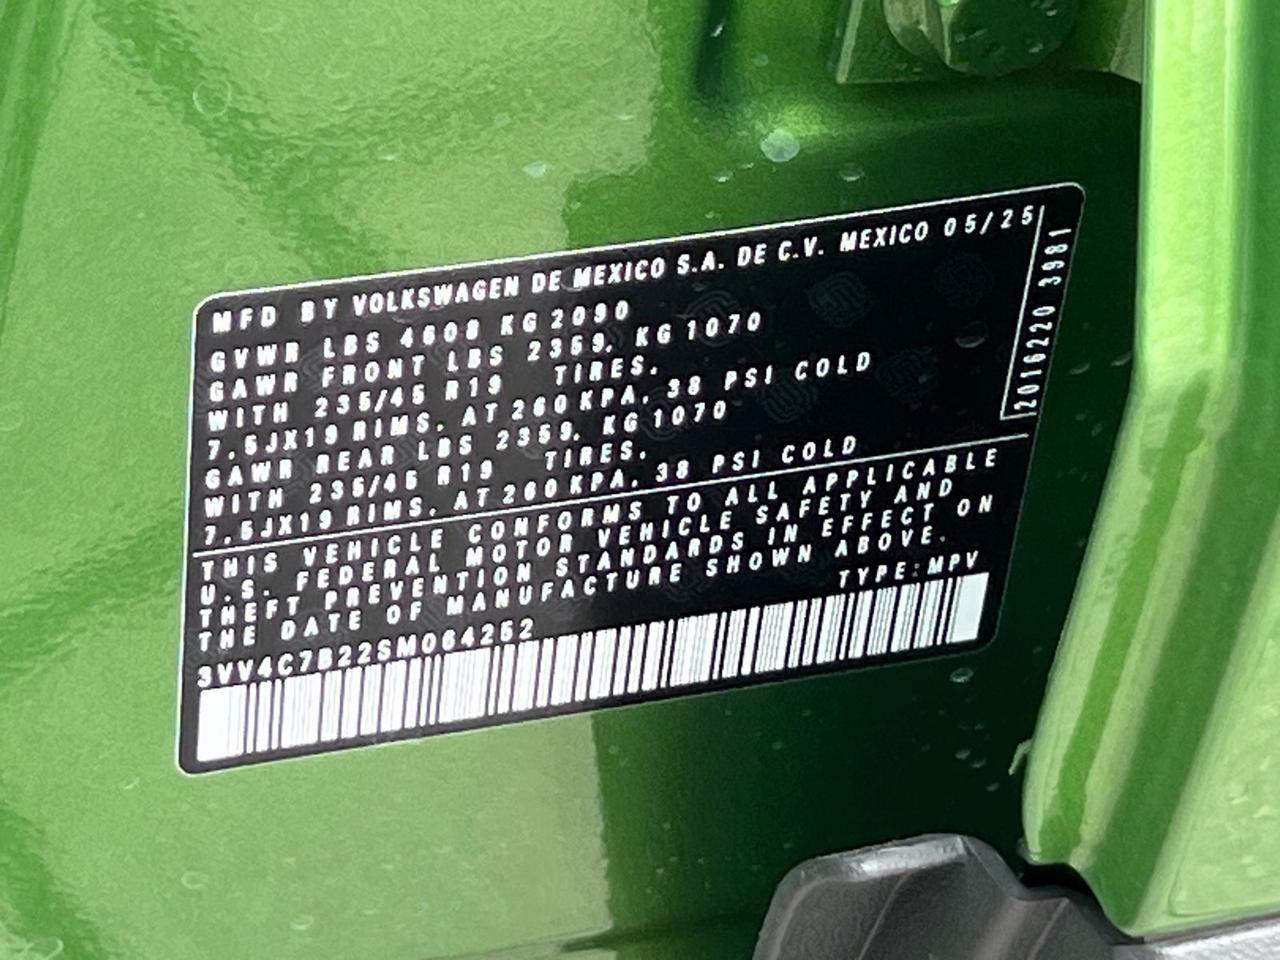 MFD BY VOLKSWAGEN DE MEXICO S.A. DE C.V. MEXICO 05/25
GVWR LBS 4608 KG 2090
GAWR FRONT LBS 2359. KG 1070
WITH 235/45 R19 TIRES.
7.5JX19 RIMS. AT 260 KPA. 38 PSI COLD
GAWR REAR LBS 2359. KG 1070
WITH 235/45 R19 TIRES.
7.5JX19 RIMS. AT 260 KPA. 38 PSI COLD
2016220 3981
THIS VEHICLE CONFORMS TO ALL APPLICABLE
U.S. FEDERAL MOTOR VEHICLE SAFETY AND
THEFT PREVENTION STANDARDS IN EFFECT ON
THE DATE OF MANUFACTURE SHOWN ABOVE.
TYPE: MPV
3VV4C7B22SM064252